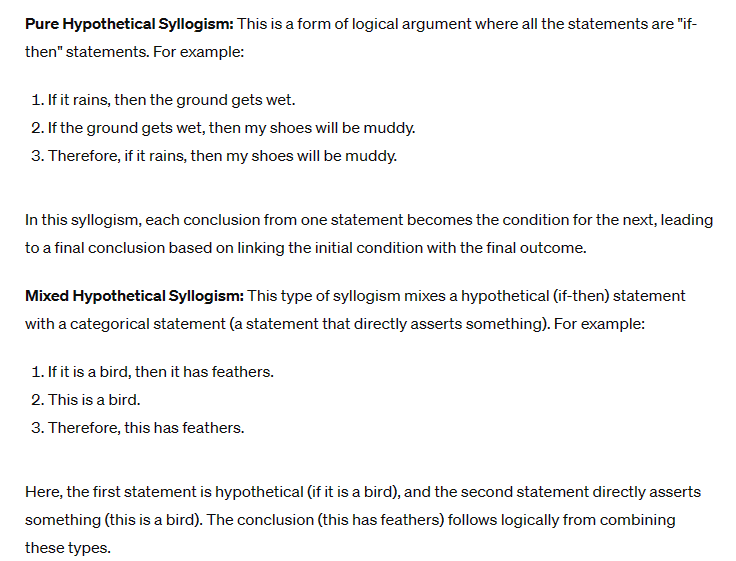 Pure Hypothetical Syllogism: This is a form of logical argument where all the statements are "if-
then" statements. For example:
1. If it rains, then the ground gets wet.
2. If the ground gets wet, then my shoes will be muddy.
3. Therefore, if it rains, then my shoes will be muddy.
In this syllogism, each conclusion from one statement becomes the condition for the next, leading
to a final conclusion based on linking the initial condition with the final outcome.
Mixed Hypothetical Syllogism: This type of syllogism mixes a hypothetical (if-then) statement
with a categorical statement (a statement that directly asserts something). For example:
1. If it is a bird, then it has feathers.
2. This is a bird.
3. Therefore, this has feathers.
Here, the first statement is hypothetical (if it is a bird), and the second statement directly asserts
something (this is a bird). The conclusion (this has feathers) follows logically from combining
these types.